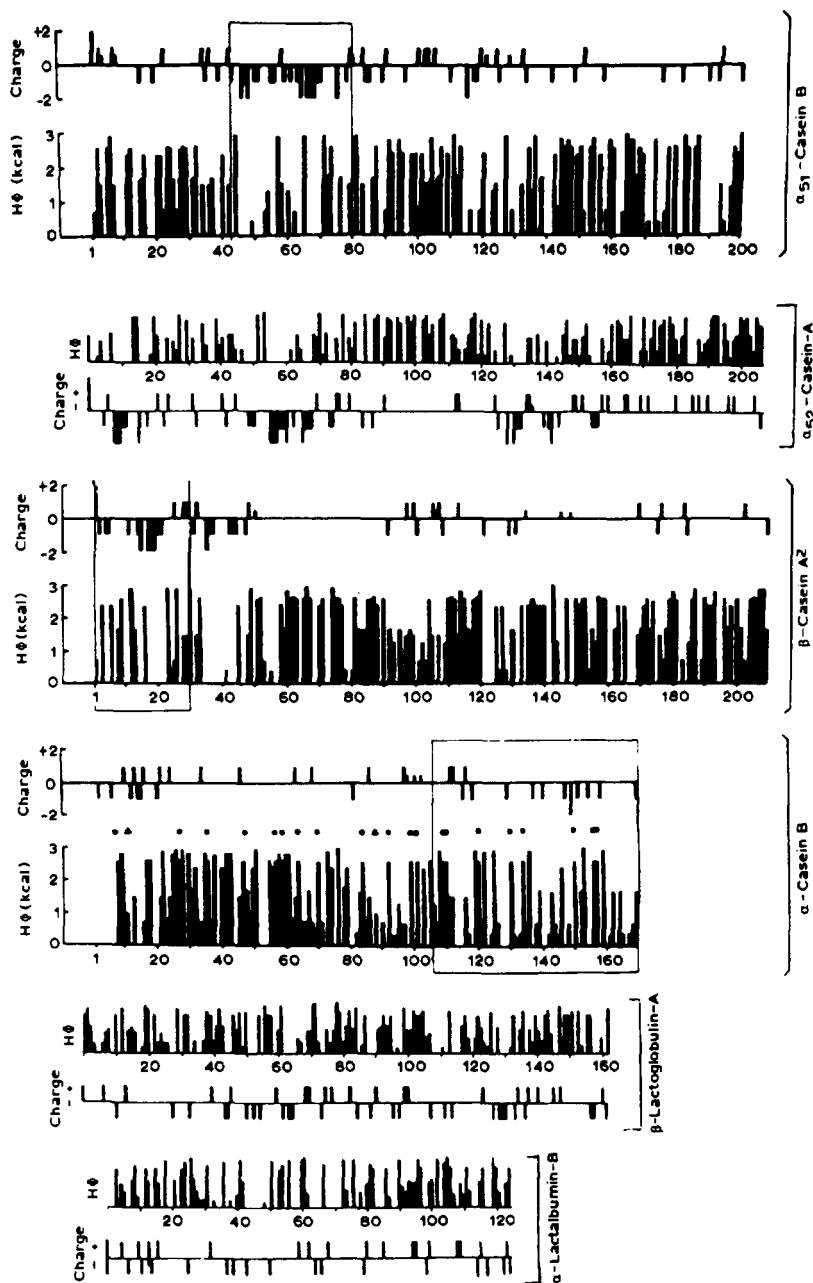 +2
Charge
0
-2
3
HΦ (kcal)
2
1
0
1 20 40 60 80 100 120 140 160 180 200
αS1-Casein B
HΦ
20 40 60 80 100 120 140 160 180 200
Charge
- +
αS2-Casein-A
+2
Charge
0
-2
3
HΦ(kcal)
2
1
0
1 20 40 60 80 100 120 140 160 180 200
β-Casein A²
+2
Charge
0
-2
3
HΦ(kcal)
2
1
0
1 20 40 60 80 100 120 140 160
α-Casein B
HΦ
20 40 60 80 100 120 140 160
Charge
- +
β-Lactoglobulin-A
HΦ
20 40 60 80 100 120
Charge
- +
α-Lactalbumin-B